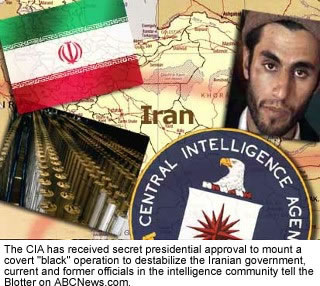 Iran
CENTRAL INTELLIGENCE AGENCY
The CIA has received secret presidential approval to mount a
covert "black" operation to destabilize the Iranian government,
current and former officials in the intelligence community tell the
Blotter on ABCNews.com.